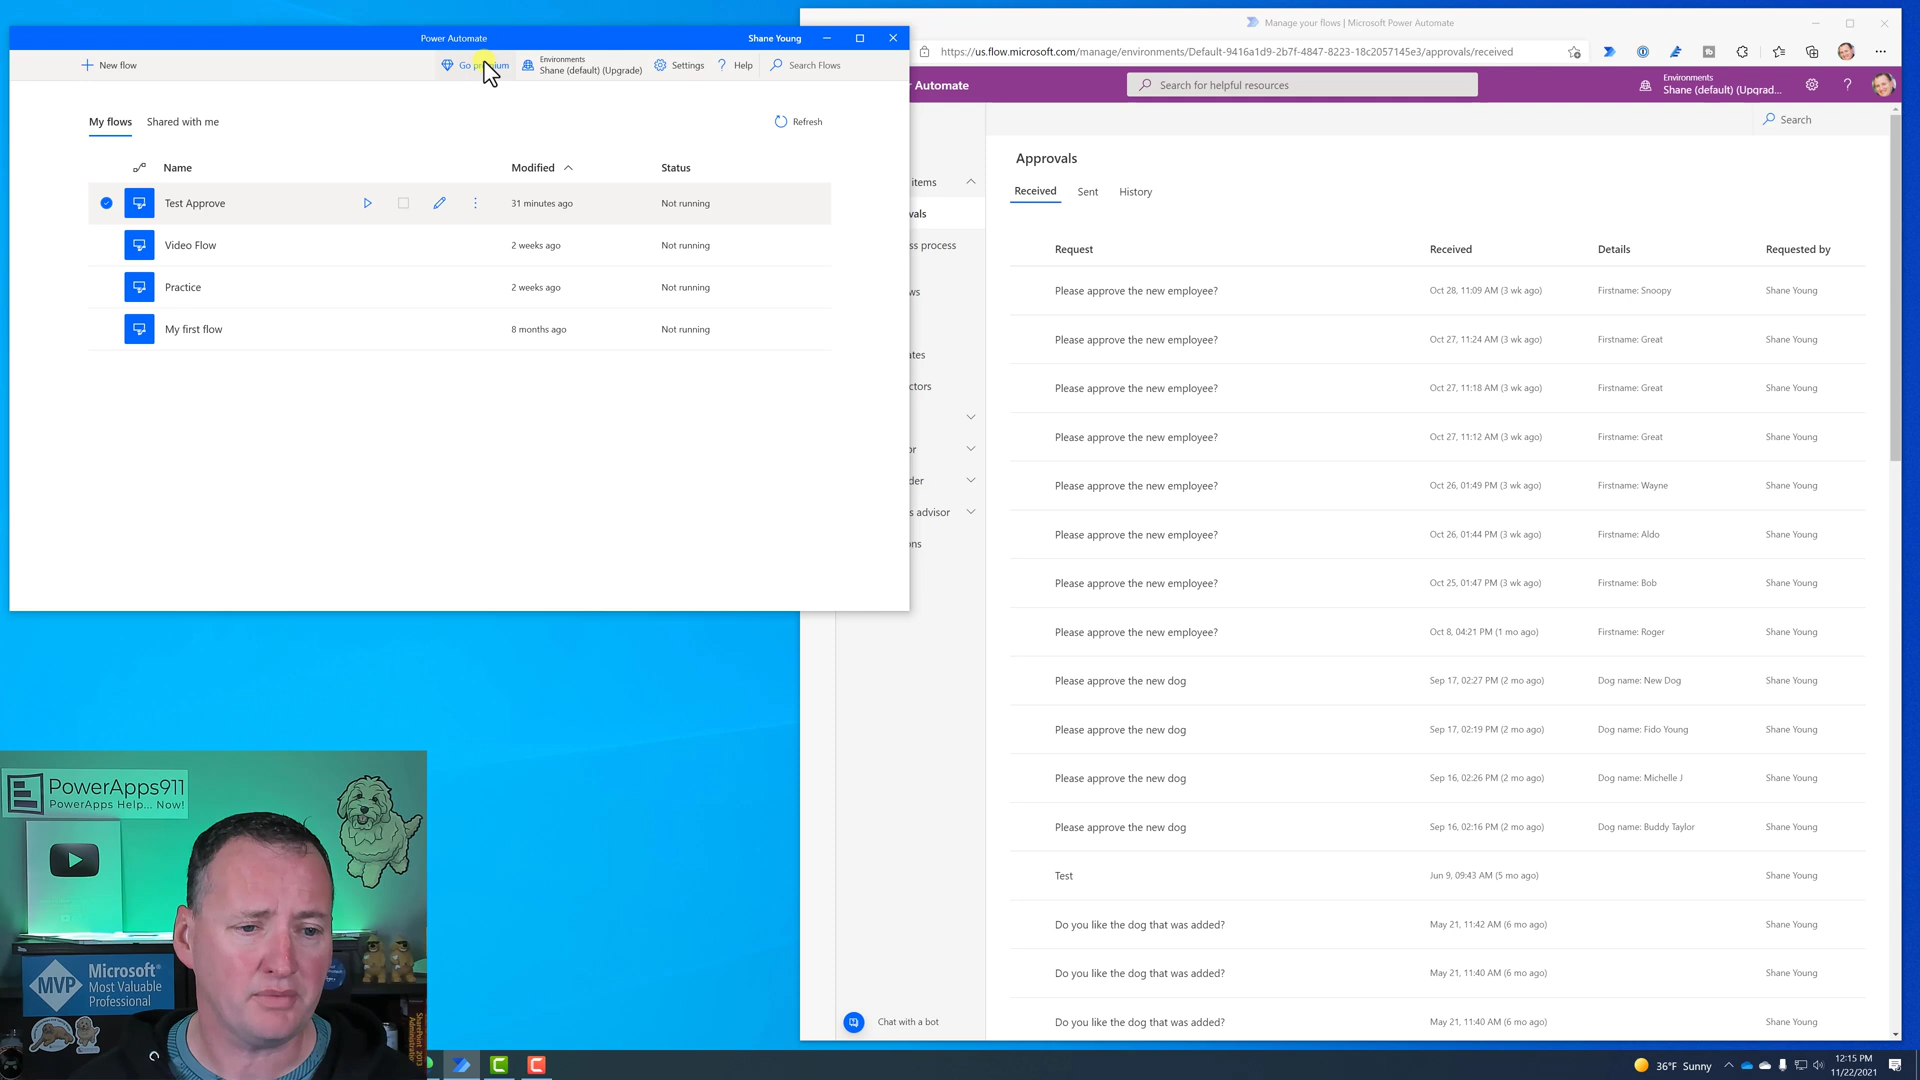 Power Automate
Shane Young
New flow
Go premium
Environments
Shane (default) (Upgrade)
Settings
Help
Search Flows
My flows
Shared with me
Refresh
Name
Modified
Status
Test Approve
31 minutes ago
Not running
Video Flow
2 weeks ago
Not running
Practice
2 weeks ago
Not running
My first flow
8 months ago
Not running
Manage your flows | Microsoft Power Automate
https://us.flow.microsoft.com/manage/environments/Default-9416a1d9-2b7f-4847-8223-18c2057145e3/approvals/received
Automate
Search for helpful resources
Environments
Shane (default) (Upgrad...
Search
items
vals
ss process
ws
ates
ctors
or
der
s advisor
ons
Chat with a bot
Approvals
Received
Sent
History
Request
Received
Details
Requested by
Please approve the new employee?
Oct 28, 11:09 AM (3 wk ago)
Firstname: Snoopy
Shane Young
Please approve the new employee?
Oct 27, 11:24 AM (3 wk ago)
Firstname: Great
Shane Young
Please approve the new employee?
Oct 27, 11:18 AM (3 wk ago)
Firstname: Great
Shane Young
Please approve the new employee?
Oct 27, 11:12 AM (3 wk ago)
Firstname: Great
Shane Young
Please approve the new employee?
Oct 26, 01:49 PM (3 wk ago)
Firstname: Wayne
Shane Young
Please approve the new employee?
Oct 26, 01:44 PM (3 wk ago)
Firstname: Aldo
Shane Young
Please approve the new employee?
Oct 25, 01:47 PM (3 wk ago)
Firstname: Bob
Shane Young
Please approve the new employee?
Oct 8, 04:21 PM (1 mo ago)
Firstname: Roger
Shane Young
Please approve the new dog
Sep 17, 02:27 PM (2 mo ago)
Dog name: New Dog
Shane Young
Please approve the new dog
Sep 17, 02:19 PM (2 mo ago)
Dog name: Fido Young
Shane Young
Please approve the new dog
Sep 16, 02:26 PM (2 mo ago)
Dog name: Michelle J
Shane Young
Please approve the new dog
Sep 16, 02:16 PM (2 mo ago)
Dog name: Buddy Taylor
Shane Young
Test
Jun 9, 09:43 AM (5 mo ago)
Shane Young
Do you like the dog that was added?
May 21, 11:42 AM (6 mo ago)
Shane Young
Do you like the dog that was added?
May 21, 11:40 AM (6 mo ago)
Shane Young
Do you like the dog that was added?
May 21, 11:40 AM (6 mo ago)
Shane Young
PowerApps911
PowerApps Help... Now!
MVP
Microsoft®
Most Valuable
Professional
SharePoint 2013
36°F Sunny
12:15 PM
11/22/2021